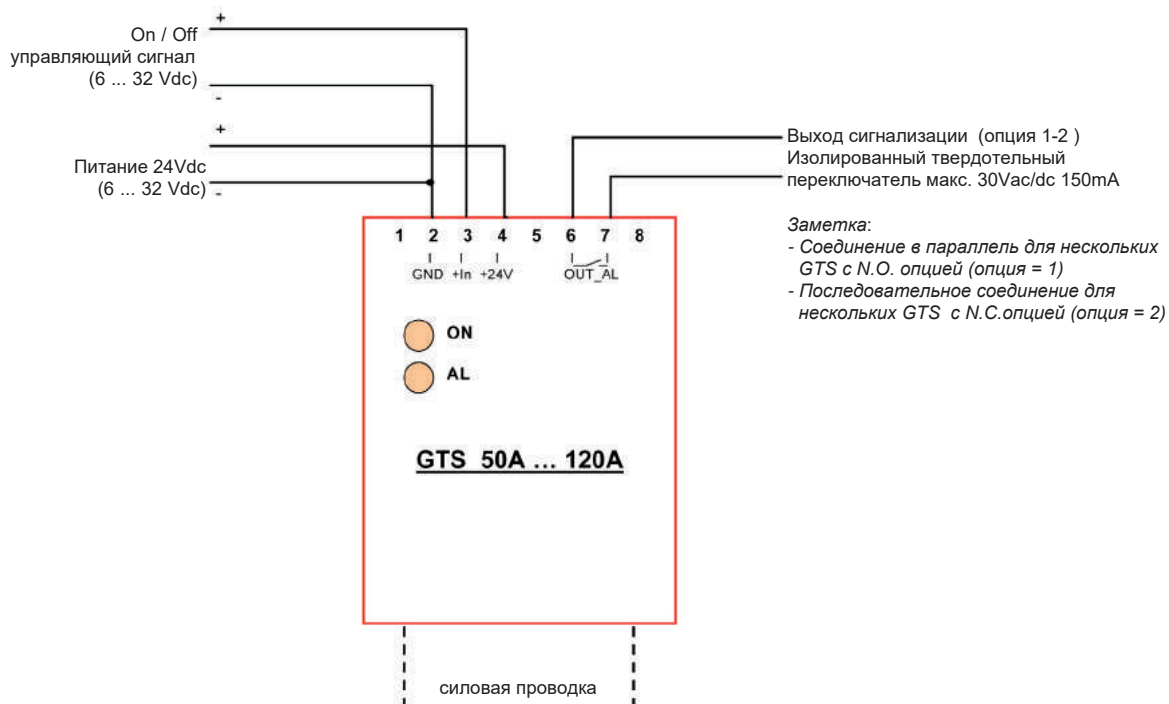 +
On / Off
управляющий сигнал
(6 ... 32 Vdc)
-
+
Питание 24Vdc
(6 ... 32 Vdc)
-
Выход сигнализации (опция 1-2 )
Изолированный твердотельный
переключатель макс. 30Vac/dc 150mA
Заметка:
- Соединение в параллель для нескольких
GTS с N.O. опцией (опция = 1)
- Последовательное соединение для
нескольких GTS с N.C.опцией (опция = 2)
1 2 3 4 5 6 7 8
GND +In +24V OUT_AL
ON
AL
GTS 50A ... 120A
силовая проводка